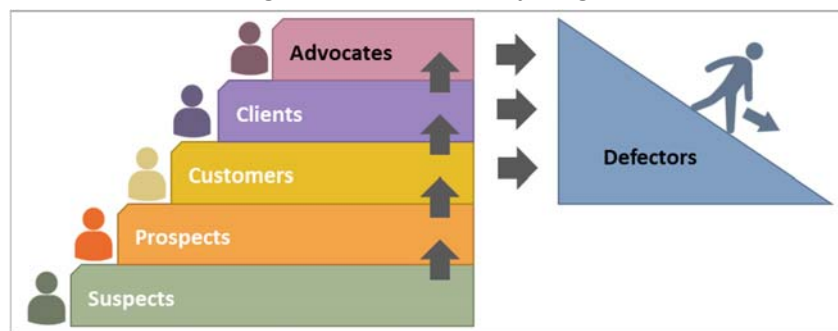 Advocates
Clients
Customers
Defectors
Prospects
Suspects